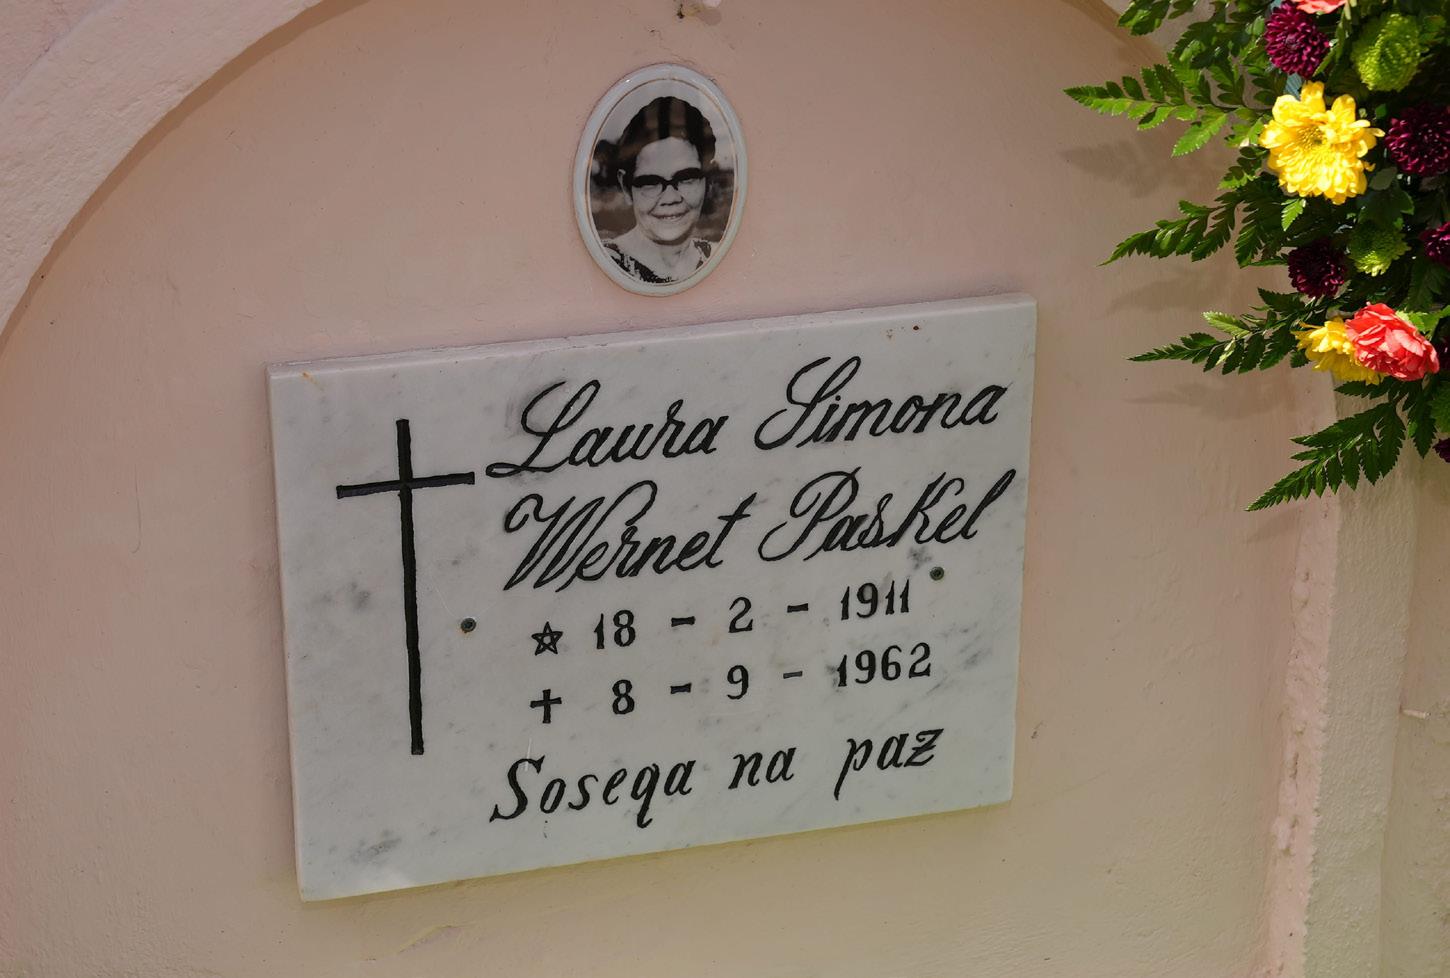 Laura Simona
Wernet Paskel
☆ 18 - 2 - 1911
✝ 8 - 9 - 1962
Sosega na paz